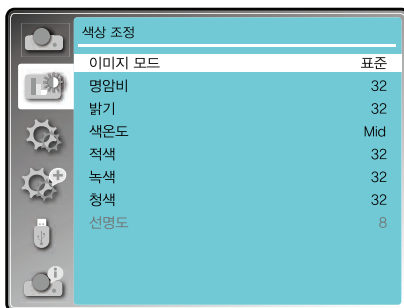 색상 조정
이미지 모드 표준
명암비 32
밝기 32
색온도 Mid
적색 32
녹색 32
청색 32
선명도 8